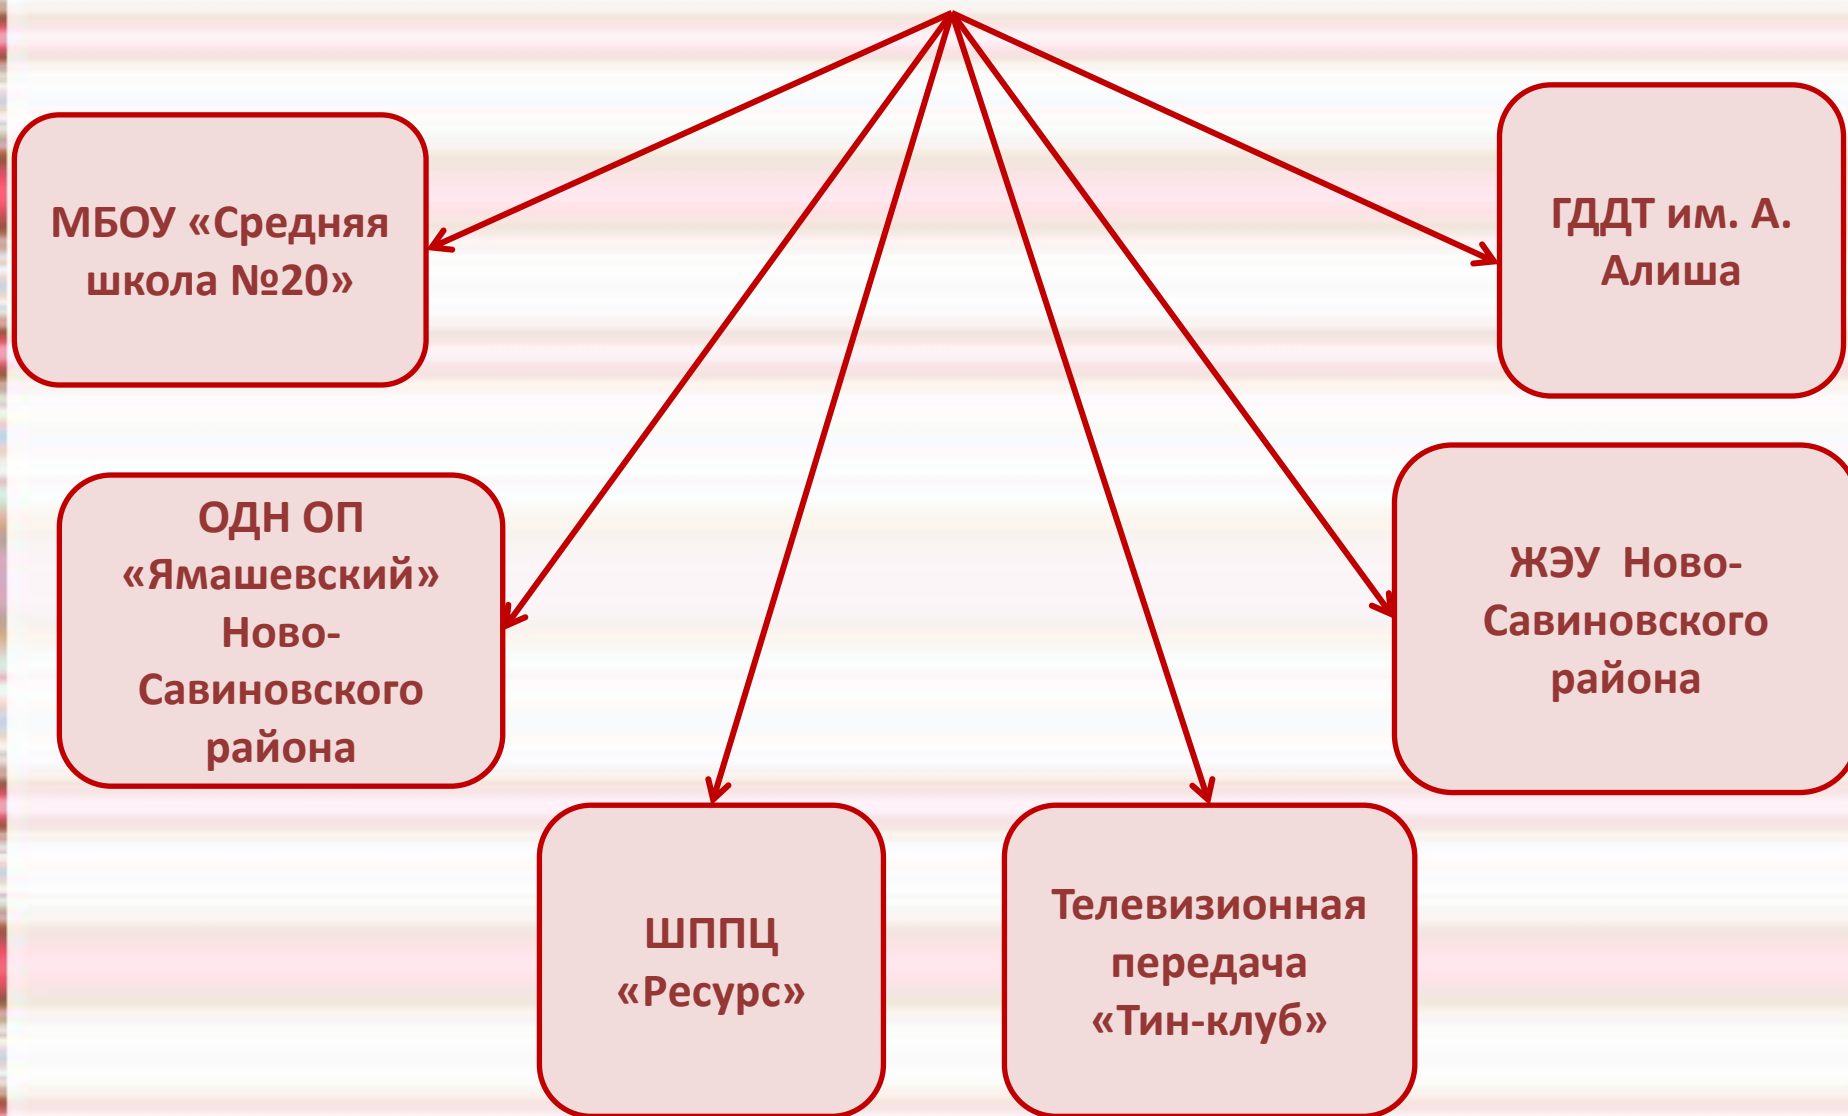 МБОУ «Средняя
школа №20»
ГДДТ им. А.
Алиша
ОДН ОП
«Ямашевский»
Ново-
Савиновского
района
ЖЭУ Ново-
Савиновского
района
ШППЦ
«Ресурс»
Телевизионная
передача
«Тин-клуб»